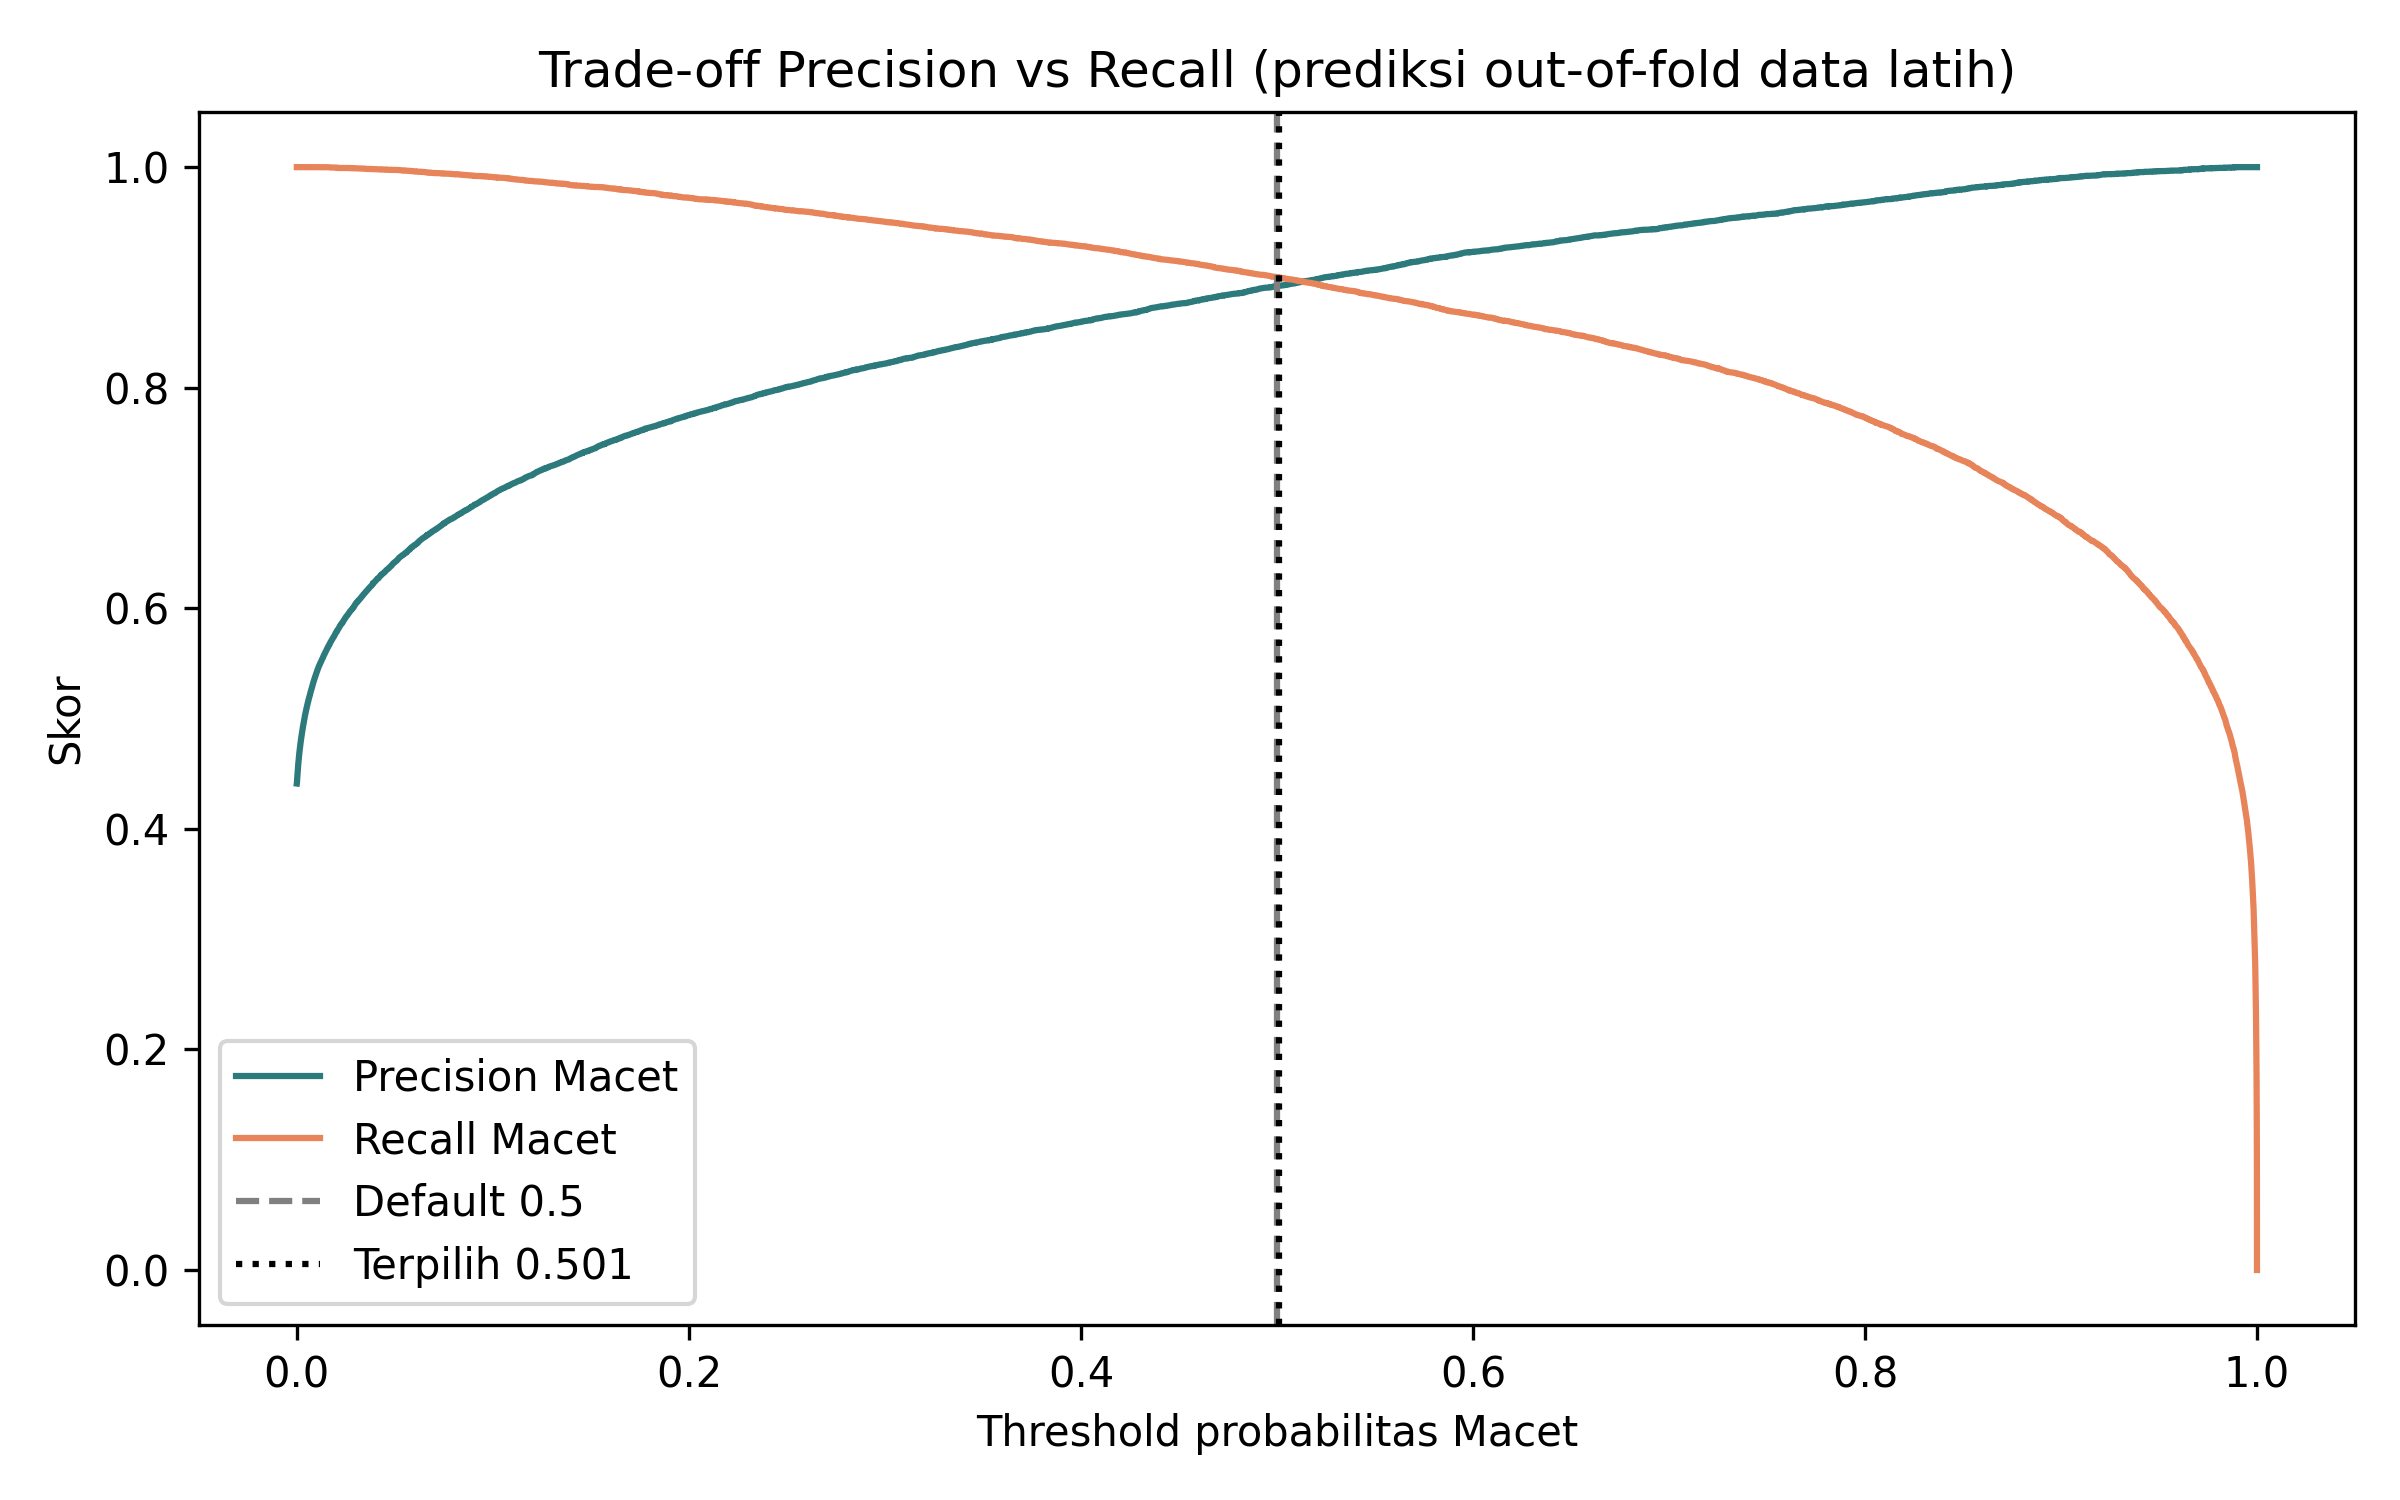 Trade-off Precision vs Recall (prediksi out-of-fold data latih)
1.0
0.8
0.6
0.4
0.2
0.0
Skor
Precision Macet
Recall Macet
Default 0.5
Terpilih 0.501
0.0 0.2 0.4 0.6 0.8 1.0
Threshold probabilitas Macet